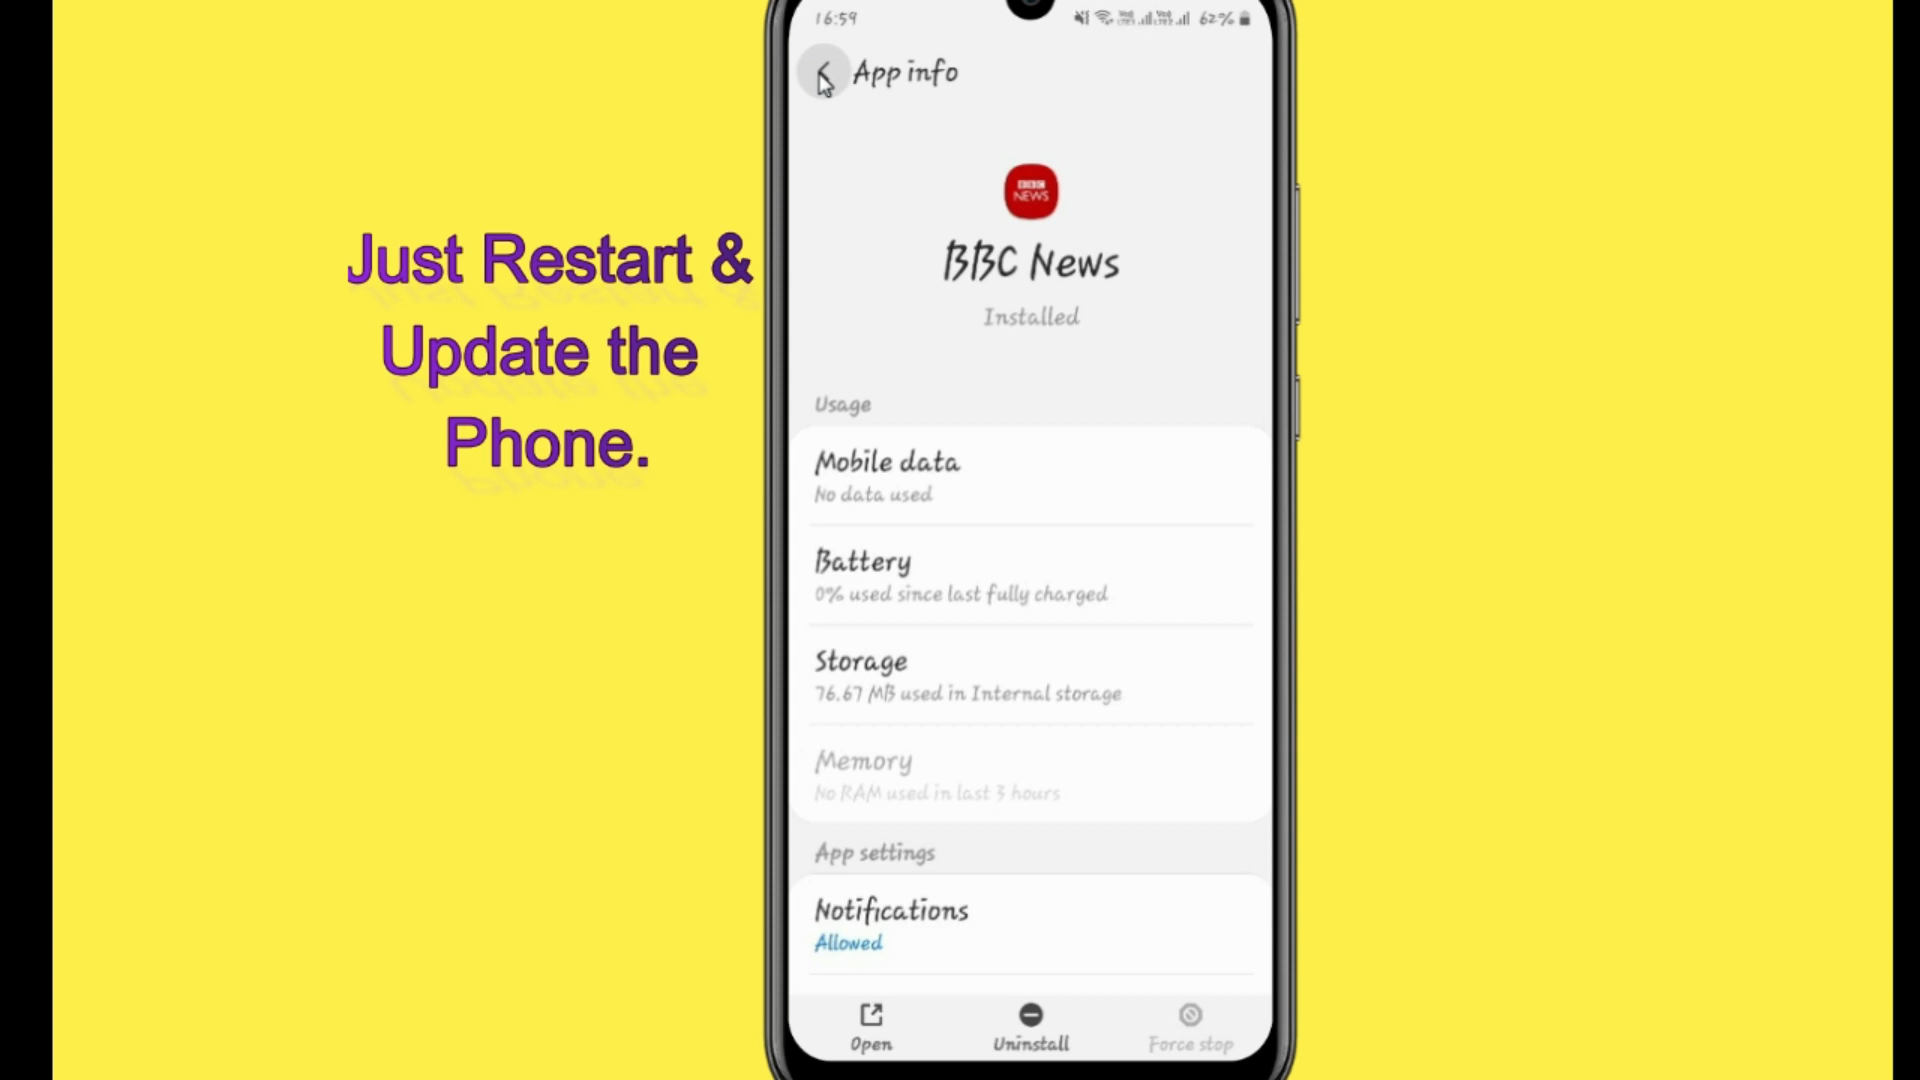 16:59
62%
App info
BBC
NEWS
BBC News
Installed
Just Restart &
Update the
Phone.
Usage
Mobile data
No data used
Battery
0% used since last fully charged
Storage
76.67 MB used in Internal storage
Memory
No RAM used in last 3 hours
App settings
Notifications
Allowed
Open
Uninstall
Force stop